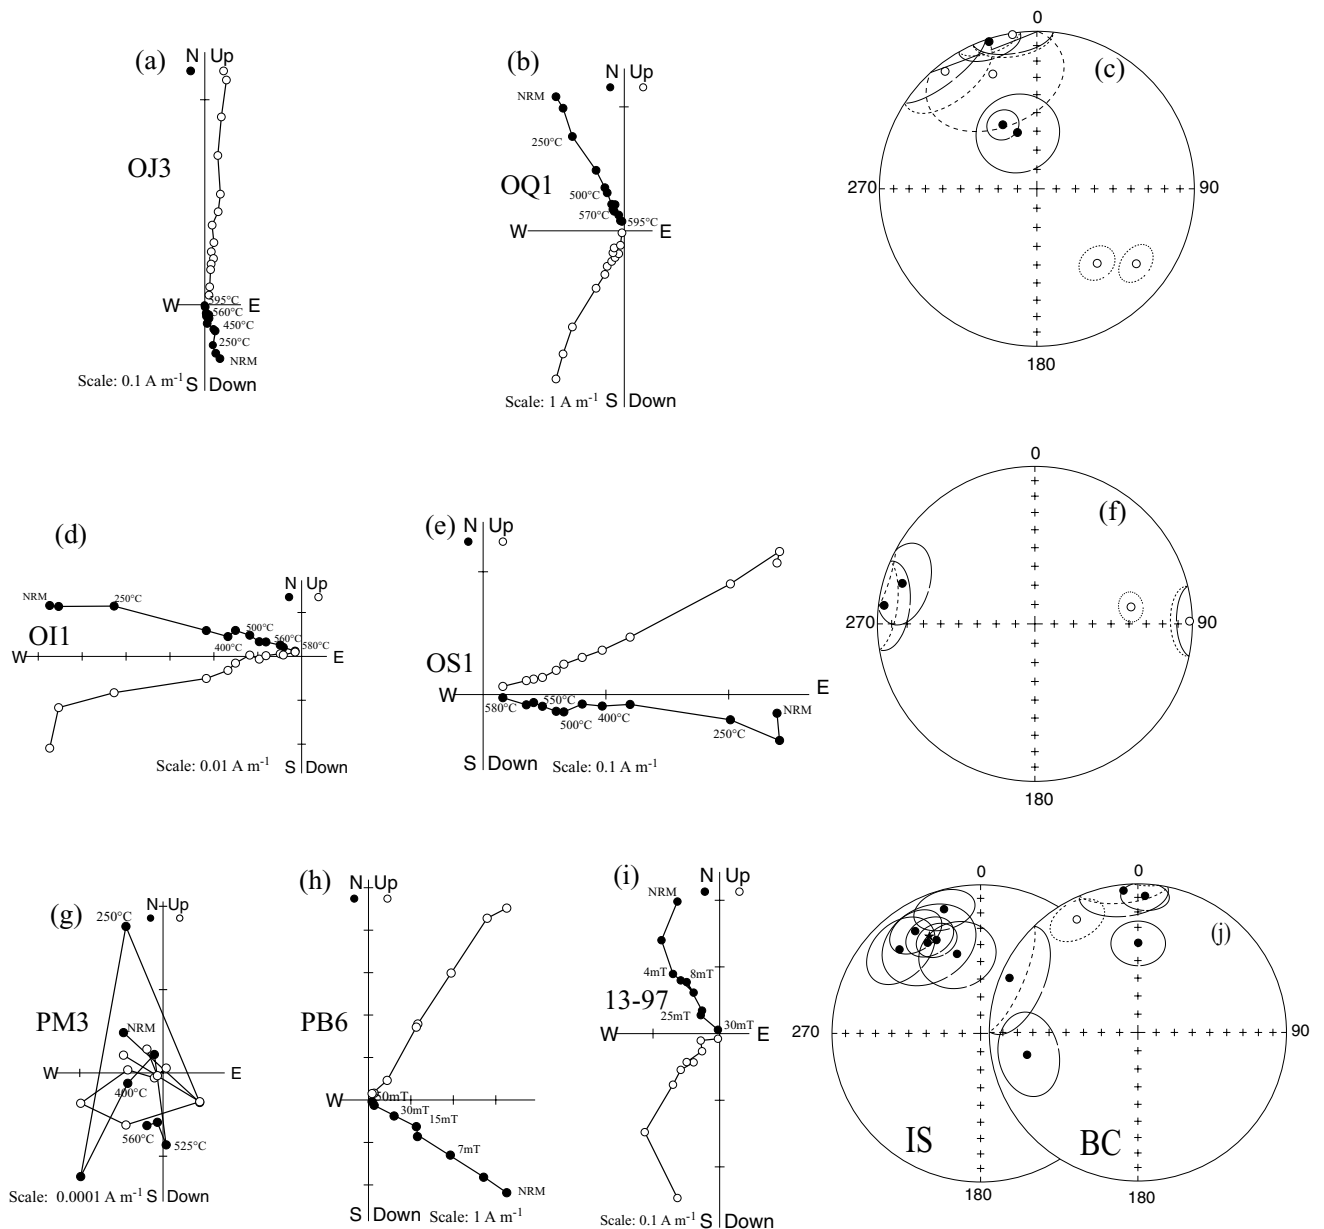 (a)
N Up
OJ3
W E
595°C
560°C
450°C
250°C
NRM
Scale: 0.1 A m-1
S Down
(b)
N Up
NRM
250°C
OQ1
500°C
570°C
595°C
W E
Scale: 1 A m-1
S Down
(c)
0
270
90
180
(d)
N Up
NRM
250°C
OI1
500°C
560°C
400°C
580°C
W E
Scale: 0.01 A m-1
S Down
(e)
N Up
OS1
W E
580°C
550°C
500°C
400°C
250°C
NRM
S Down
Scale: 0.1 A m-1
(f)
0
270
90
180
(g)
N Up
250°C
PM3
NRM
W E
400°C
560°C
525°C
Scale: 0.0001 A m-1
S Down
(h)
N Up
PB6
W E
50mT
30mT
15mT
7mT
NRM
S Down
Scale: 1 A m-1
(i)
N Up
NRM
4mT
8mT
13-97
25mT
30mT
W E
Scale: 0.1 A m-1
S Down
(j)
0
0
270
90
IS
BC
180
180